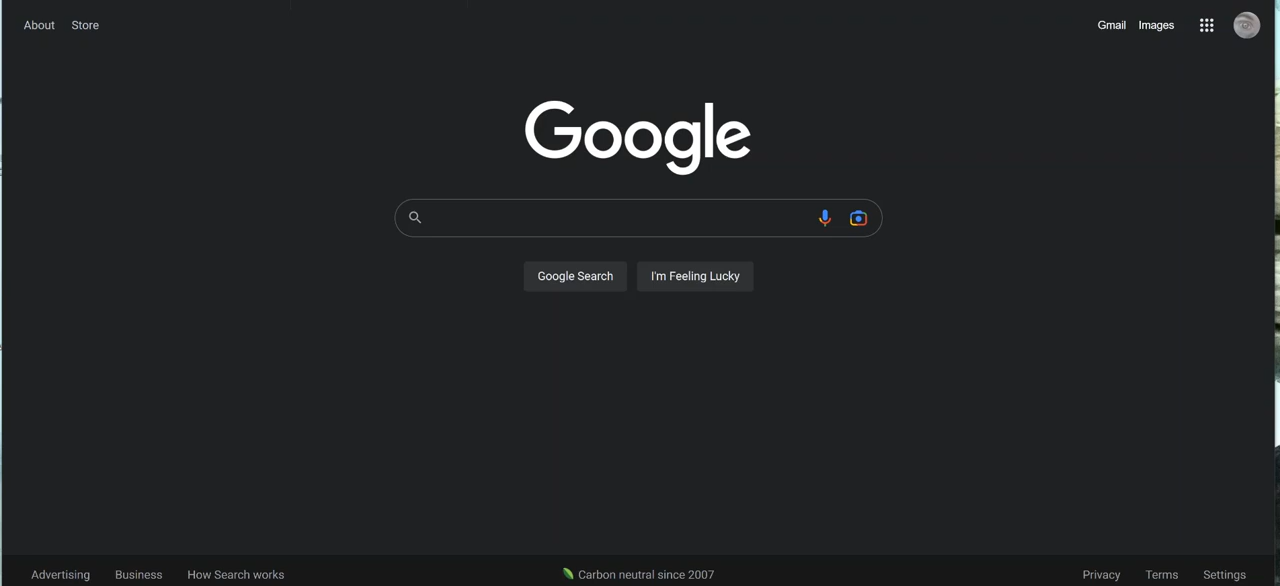 About Store Gmail Images
Google
Google Search I'm Feeling Lucky
Advertising Business How Search works Carbon neutral since 2007 Privacy Terms Settings